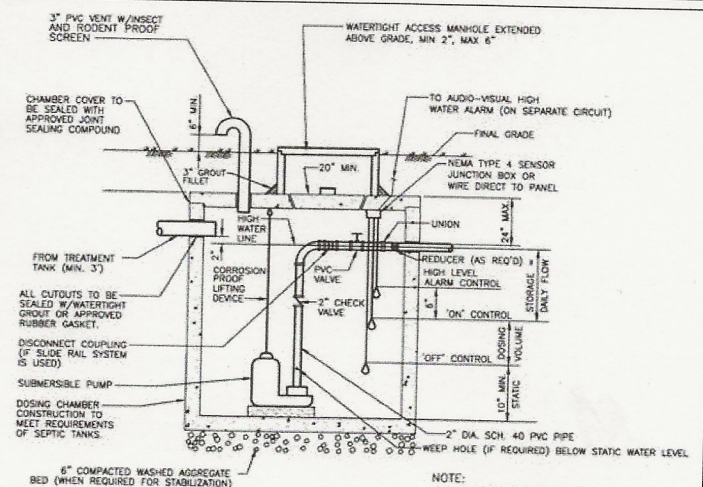 3" PVC VENT W/INSECT
AND RODENT PROOF
SCREEN
WATERTIGHT ACCESS MANHOLE EXTENDED
ABOVE GRADE, MIN 2", MAX 6"
CHAMBER COVER TO
BE SEALED WITH
APPROVED JOINT
SEALING COMPOUND
6" MIN.
TO AUDIO-VISUAL HIGH
WATER ALARM (ON SEPARATE CIRCUIT)
FINAL GRADE
3" GROUT
FILLET
20" MIN.
NEMA TYPE 4 SENSOR
JUNCTION BOX OR
WIRE DIRECT TO PANEL
HIGH
WATER
LINE
UNION
24" MAX.
FROM TREATMENT
TANK (MIN. 3')
2"
CORROSION
PROOF
LIFTING
DEVICE
PVC
VALVE
REDUCER (AS REQ'D)
HIGH LEVEL
ALARM CONTROL
STORAGE =
DAILY FLOW
ALL CUTOUTS TO BE
SEALED W/WATERTIGHT
GROUT OR APPROVED
RUBBER GASKET.
2" CHECK
VALVE
6"
'ON' CONTROL
DISCONNECT COUPLING
(IF SLIDE RAIL SYSTEM
IS USED)
DOSING
VOLUME
'OFF' CONTROL
SUBMERSIBLE PUMP
10" MIN.
STATIC
DOSING CHAMBER
CONSTRUCTION TO
MEET REQUIREMENTS
OF SEPTIC TANKS.
2" DIA. SCH. 40 PVC PIPE
WEEP HOLE (IF REQUIRED) BELOW STATIC WATER LEVEL
6" COMPACTED WASHED AGGREGATE
BED (WHEN REQUIRED FOR STABILIZATION)
NOTE: